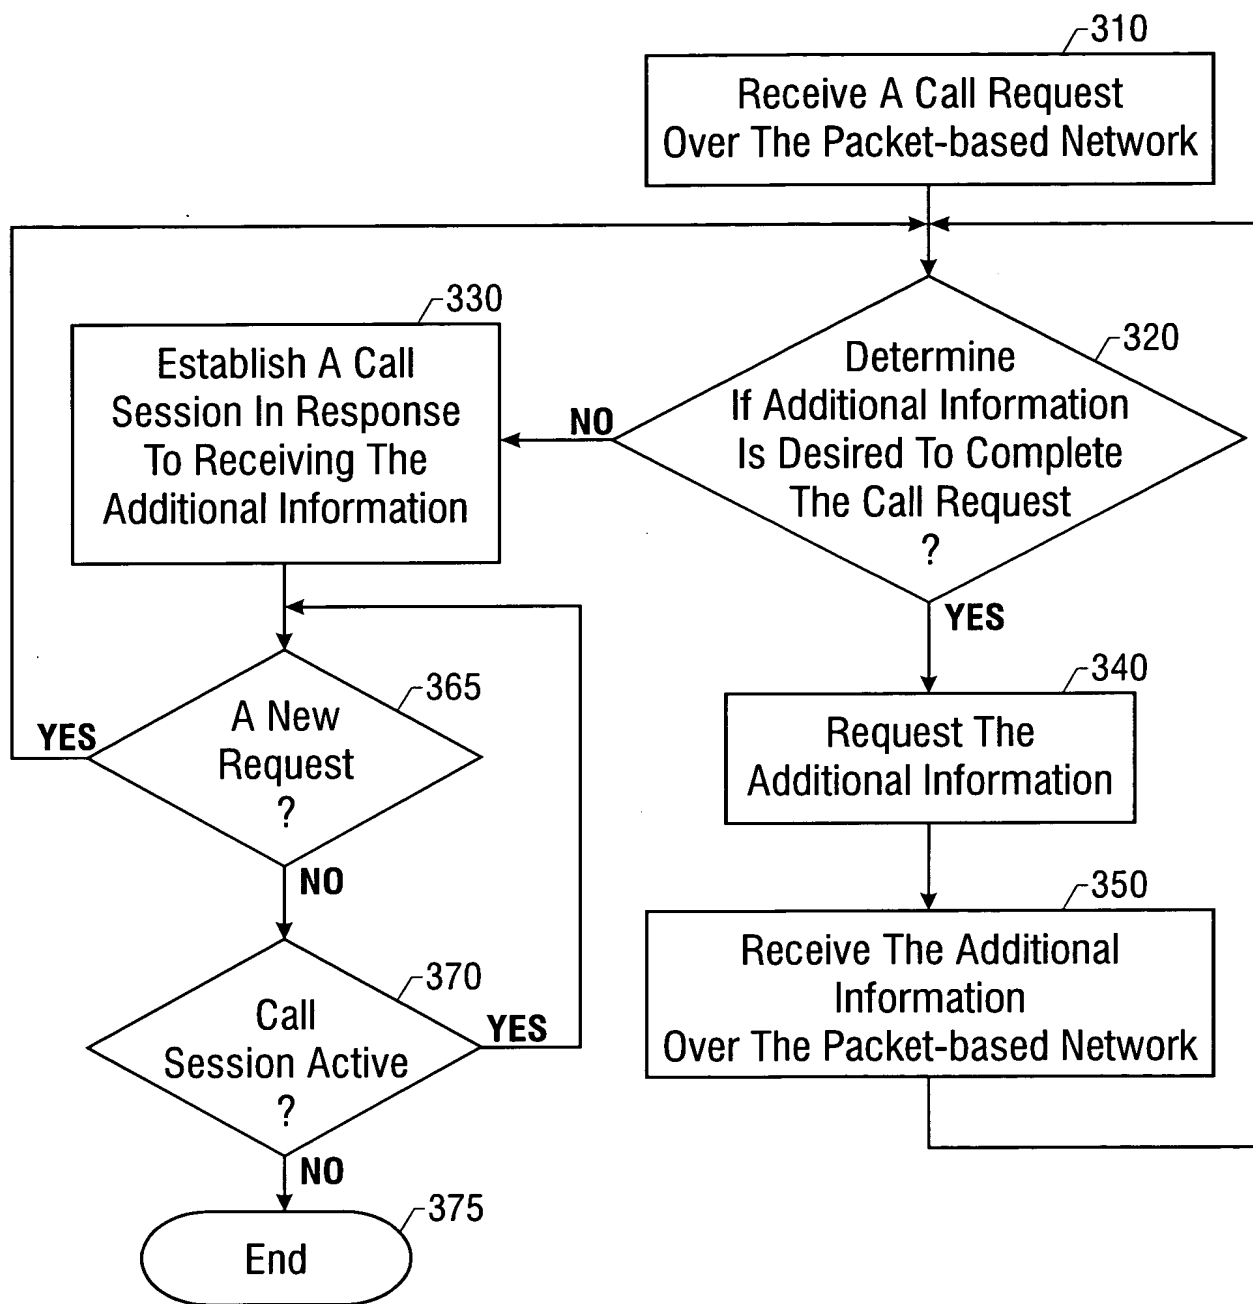 310
Receive A Call Request
Over The Packet-based Network
330
Establish A Call
Session In Response
To Receiving The
Additional Information
320
Determine
If Additional Information
Is Desired To Complete
The Call Request
?
NO
YES
340
Request The
Additional Information
350
Receive The Additional
Information
Over The Packet-based Network
365
A New
Request
?
YES
NO
370
Call
Session Active
?
YES
NO
375
End